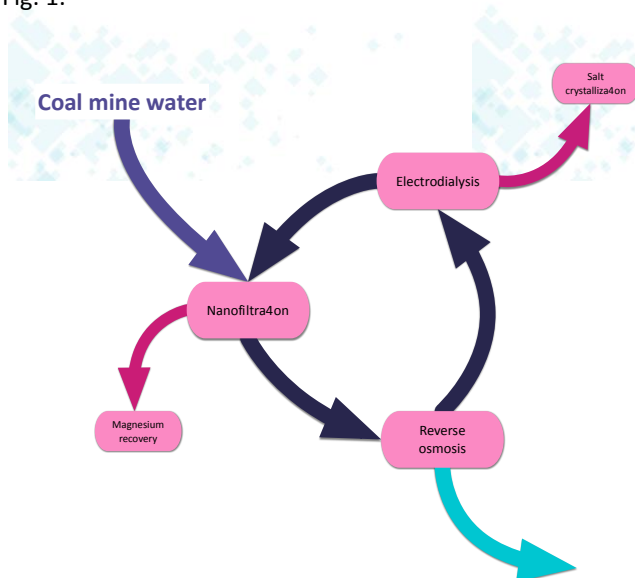 Fig. 1.
Coal mine water
Salt
crystalliza4on
Electrodialysis
Nanofiltra4on
Magnesium
recovery
Reverse
osmosis